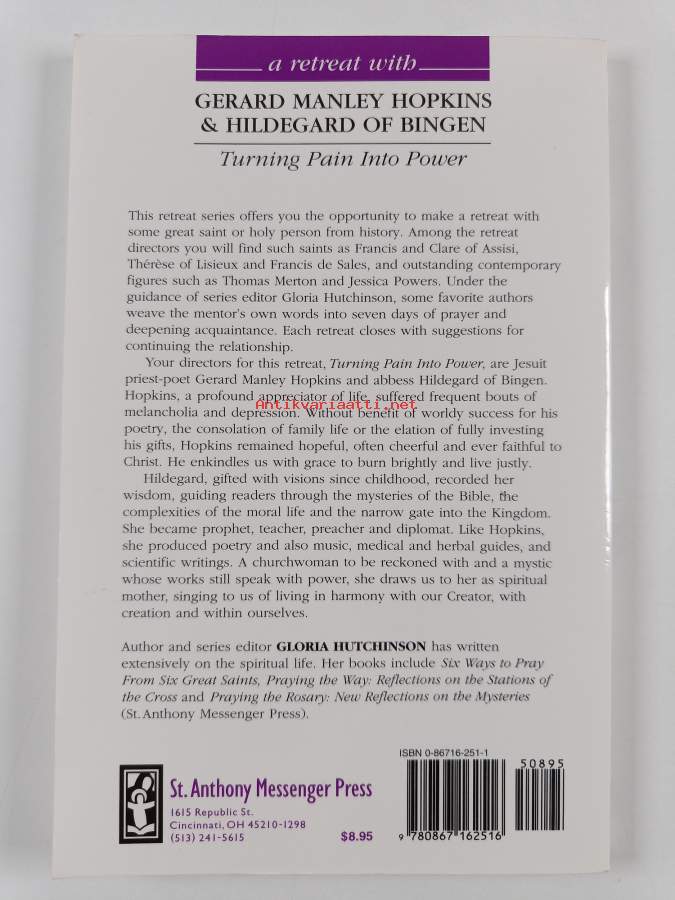 a retreat with
GERARD MANLEY HOPKINS
& HILDEGARD OF BINGEN
Turning Pain Into Power
This retreat series offers you the opportunity to make a retreat with
some great saint or holy person from history. Among the retreat
directors you will find such saints as Francis and Clare of Assisi,
Thérèse of Lisieux and Francis de Sales, and outstanding contemporary
figures such as Thomas Merton and Jessica Powers. Under the
guidance of series editor Gloria Hutchinson, some favorite authors
weave the mentor's own words into seven days of prayer and
deepening acquaintance. Each retreat closes with suggestions for
continuing the relationship.
Your directors for this retreat, Turning Pain Into Power, are Jesuit
priest-poet Gerard Manley Hopkins and abbess Hildegard of Bingen.
Hopkins, a profound appreciator of life, suffered frequent bouts of
melancholia and depression. Without benefit of worldy success for his
Antikvariaatti.net
poetry, the consolation of family life or the elation of fully investing
his gifts, Hopkins remained hopeful, often cheerful and ever faithful to
Christ. He enkindles us with grace to burn brightly and live justly.
Hildegard, gifted with visions since childhood, recorded her
wisdom, guiding readers through the mysteries of the Bible, the
complexities of the moral life and the narrow gate into the Kingdom.
She became prophet, teacher, preacher and diplomat. Like Hopkins,
she produced poetry and also music, medical and herbal guides, and
scientific writings. A churchwoman to be reckoned with and a mystic
whose works still speak with power, she draws us to her as spiritual
mother, singing to us of living in harmony with our Creator, with
creation and within ourselves.
Author and series editor GLORIA HUTCHINSON has written
extensively on the spiritual life. Her books include Six Ways to Pray
From Six Great Saints, Praying the Way: Reflections on the Stations of
the Cross and Praying the Rosary: New Reflections on the Mysteries
(St. Anthony Messenger Press).
St. Anthony Messenger Press
1615 Republic St.
Cincinnati, OH 45210-1298
(513) 241-5615
$8.95
ISBN 0-86716-251-1
50895
9 780867 162516